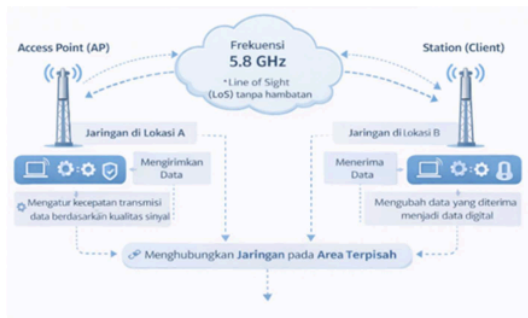 Access Point (AP)
Frekuensi
5.8 GHz
*Line of Sight
(LoS) tanpa hambatan
Station (Client)
Jaringan di Lokasi A
Jaringan di Lokasi B
Mengirimkan
Data
Menerima
Data
Mengatur kecepatan transmisi
data berdasarkan kualitas sinyal
Mengubah data yang diterima
menjadi data digital
Menghubungkan Jaringan pada Area Terpisah